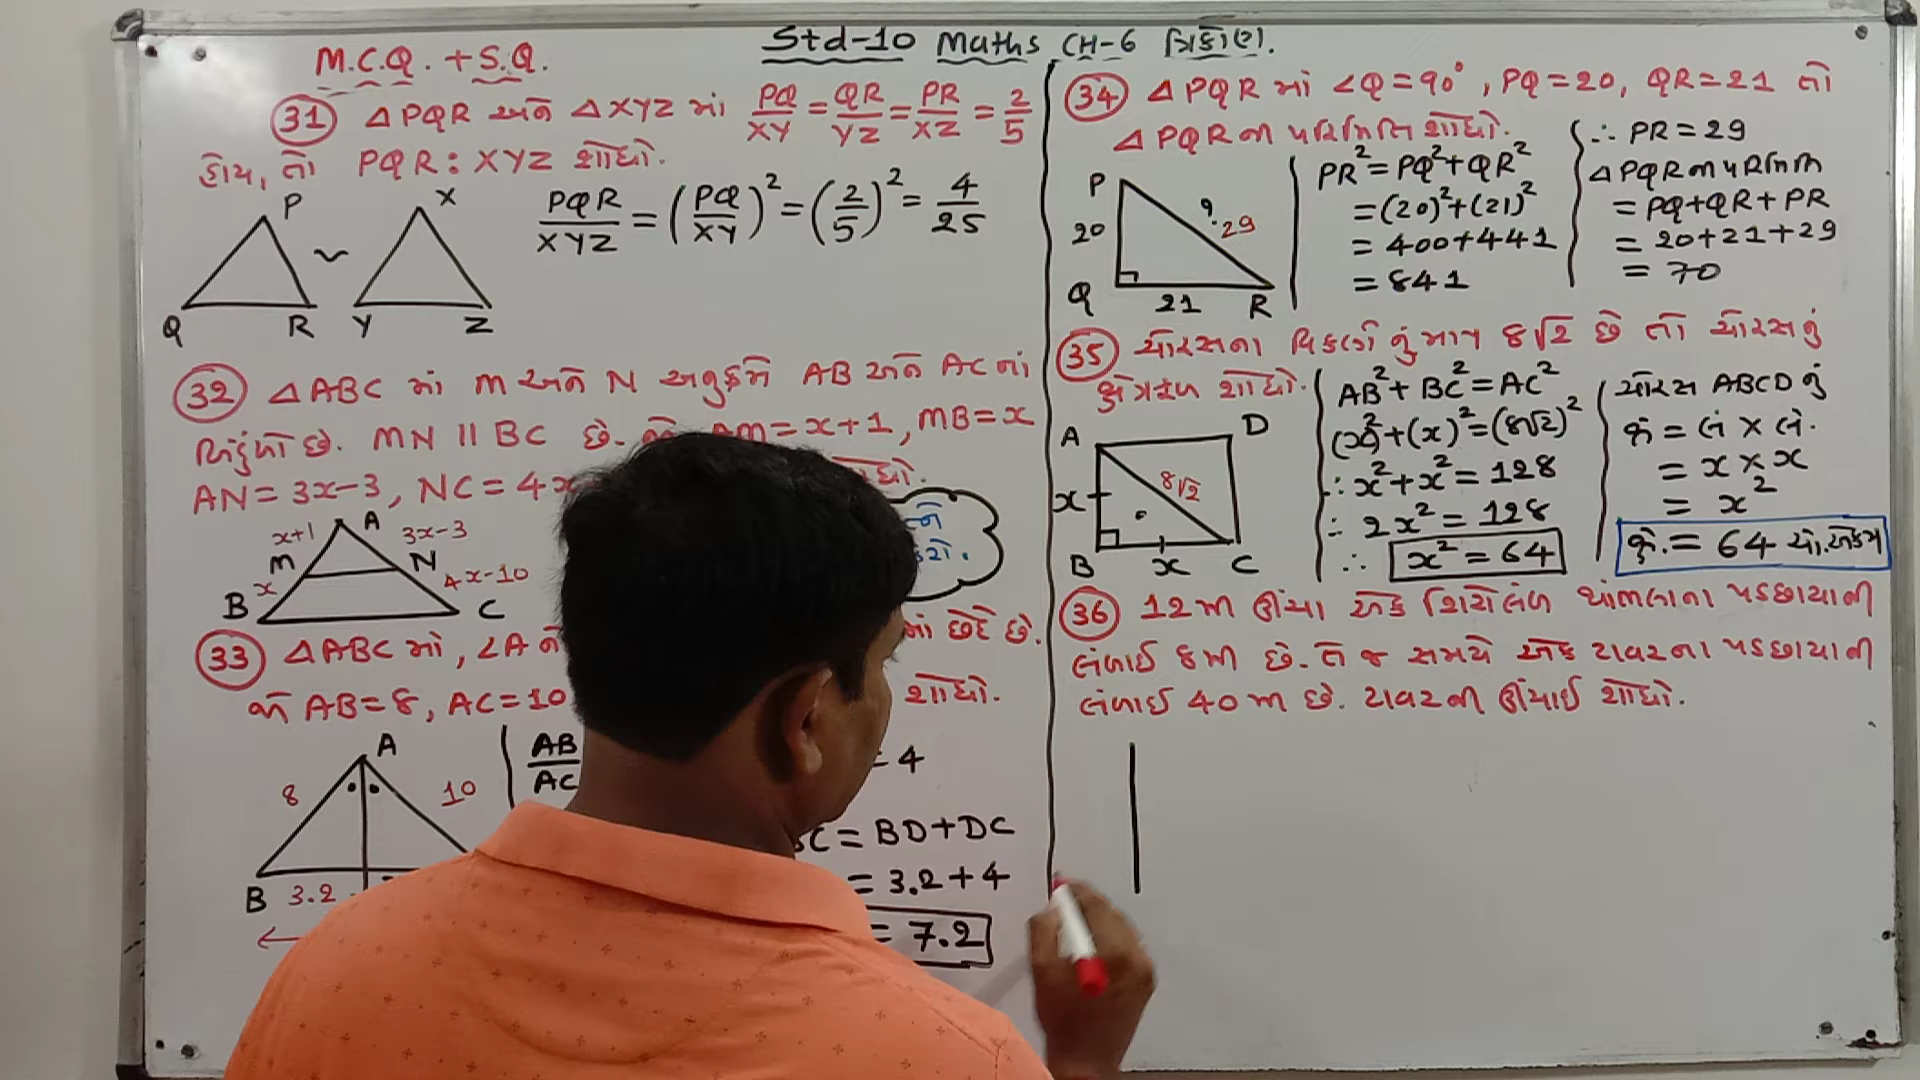 Std-10 Maths CH-6 ત્રિકોણ.
M.C.Q. + S.Q.
(31) △PQR અને △XYZ માં PQ/XY = QR/YZ = PR/XZ = 2/5
હોય, તો PQR : XYZ શોધો.
PQR/XYZ = (PQ/XY)² = (2/5)² = 4/25
P
X
Q R Y Z
(32) △ABC માં M અને N અનુક્રમે AB અને AC નાં
બિંદુઓ છે. MN || BC છે. AM = x+1, MB = x
AN = 3x-3, NC = 4x
શોધો.
x+1 A 3x-3
M N
x 4x-10
B C
(33) △ABC માં, ∠A ને
માં છેદે છે.
જો AB = 8, AC = 10
શોધો.
A
8 10
B 3.2
AB
AC
= 4
BC = BD + DC
= 3.2 + 4
= 7.2
(34) △PQR માં ∠Q = 90°, PQ = 20, QR = 21 તો
△PQR ની પરિમિતિ શોધો.
P
20
? 29
Q 21 R
PR² = PQ² + QR²
= (20)² + (21)²
= 400 + 441
= 841
∴ PR = 29
△PQR ની પરિમિતિ
= PQ + QR + PR
= 20 + 21 + 29
= 70
(35) ચોરસના વિકર્ણનું માપ 8√2 છે તો ચોરસનું
ક્ષેત્રફળ શોધો.
A D
8√2
x
B x C
AB² + BC² = AC²
(x)² + (x)² = (8√2)²
∴ x² + x² = 128
∴ 2x² = 128
∴ x² = 64
ચોરસ ABCD નું
ક્ષે = લં × લં.
= x × x
= x²
ક્ષે. = 64 ચો.એકમ
(36) 12 મી ઊંચા એક શિરોલંબ થાંભલાના પડછાયાની
લંબાઈ 8 મી છે. તે જ સમયે એક ટાવરના પડછાયાની
લંબાઈ 40 મી છે. ટાવરની ઊંચાઈ શોધો.